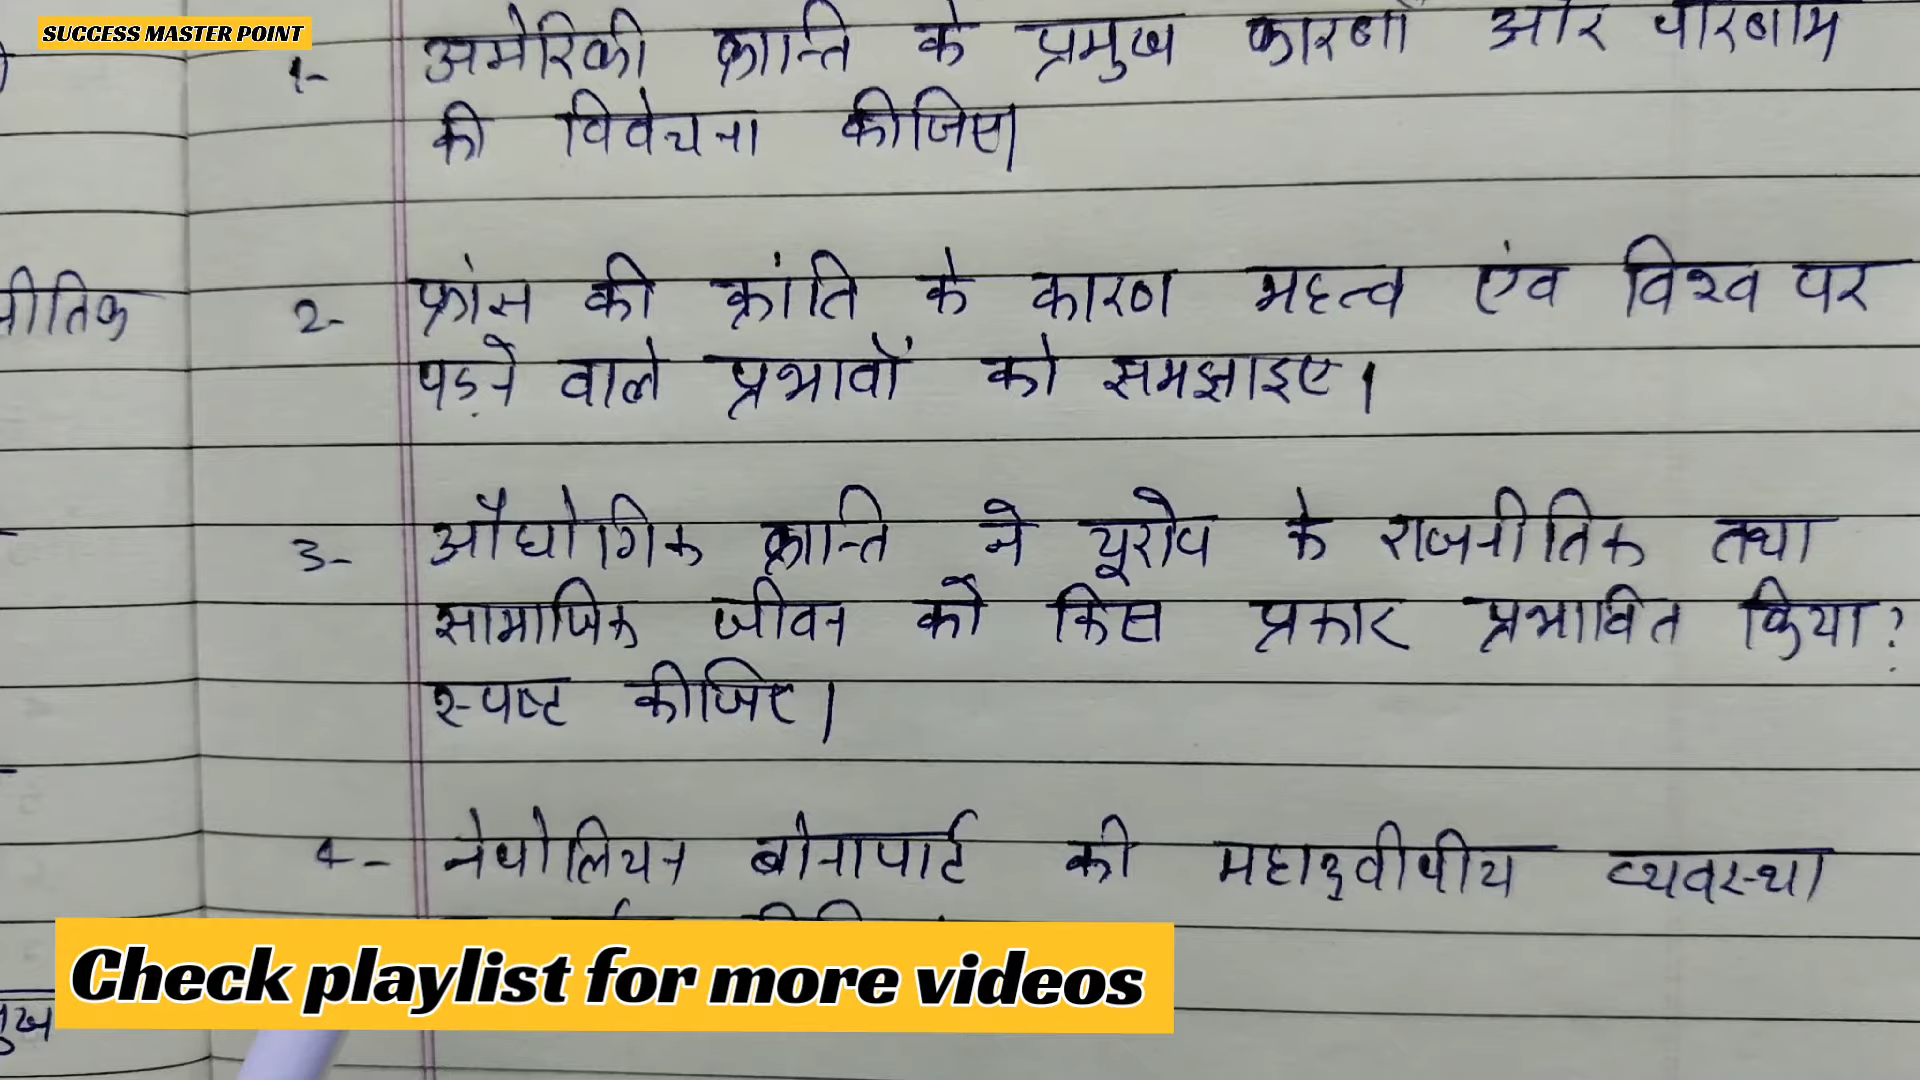 SUCCESS MASTER POINT
1- अमेरिकी क्रान्ति के प्रमुख कारणों और परिणाम
की विवेचना कीजिए।
2- फ्रांस की क्रांति के कारण महत्व एंव विश्व पर
पड़ने वाले प्रभावों को समझाइए।
3- औद्योगिक क्रान्ति ने यूरोप के राजनीतिक तथा
सामाजिक जीवन को किस प्रकार प्रभावित किया?
स्पष्ट कीजिए।
4- नेपोलियन बोनापार्ट की महाद्वीपीय व्यवस्था
Check playlist for more videos